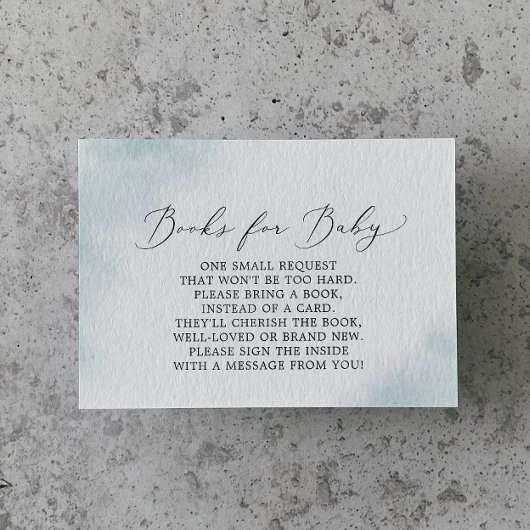 Books for Baby
ONE SMALL REQUEST
THAT WON'T BE TOO HARD.
PLEASE BRING A BOOK,
INSTEAD OF A CARD.
THEY'LL CHERISH THE BOOK,
WELL-LOVED OR BRAND NEW.
PLEASE SIGN THE INSIDE
WITH A MESSAGE FROM YOU!